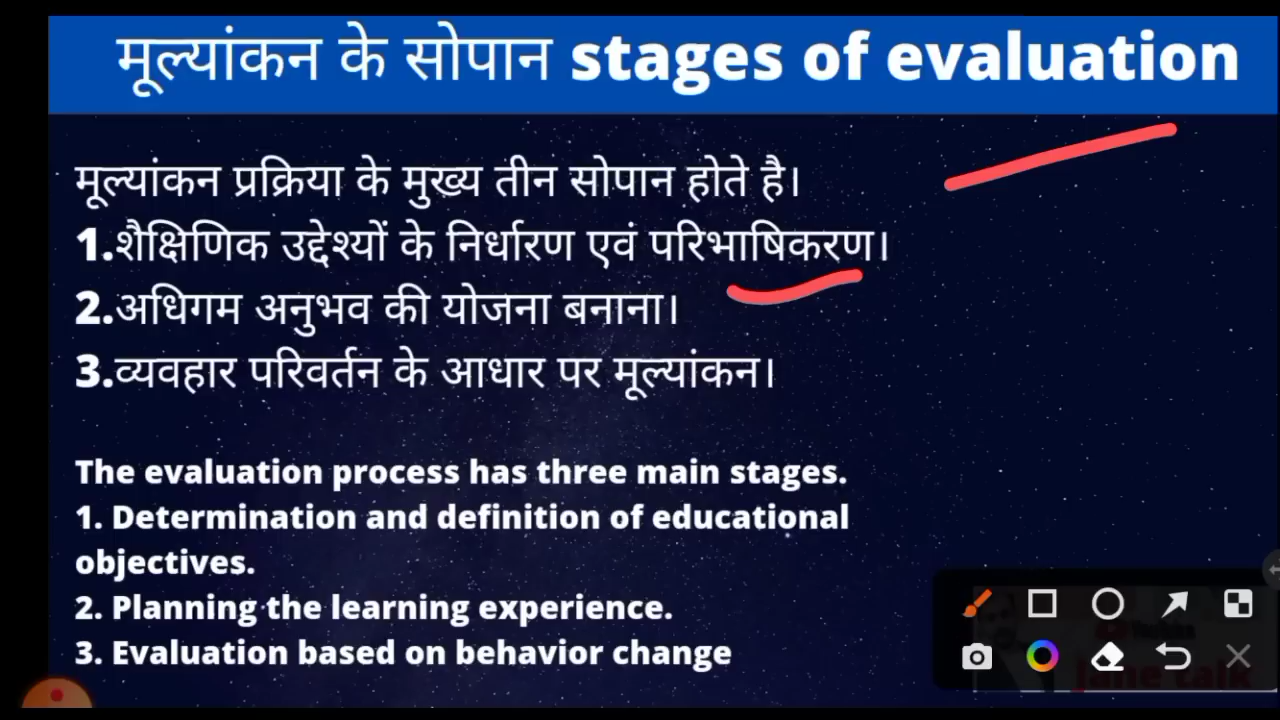 मूल्यांकन के सोपान stages of evaluation
मूल्यांकन प्रक्रिया के मुख्य तीन सोपान होते है।
1.शैक्षिणिक उद्देश्यों के निर्धारण एवं परिभाषिकरण।
2.अधिगम अनुभव की योजना बनाना।
3.व्यवहार परिवर्तन के आधार पर मूल्यांकन।
The evaluation process has three main stages.
1. Determination and definition of educational
objectives.
2. Planning the learning experience.
3. Evaluation based on behavior change